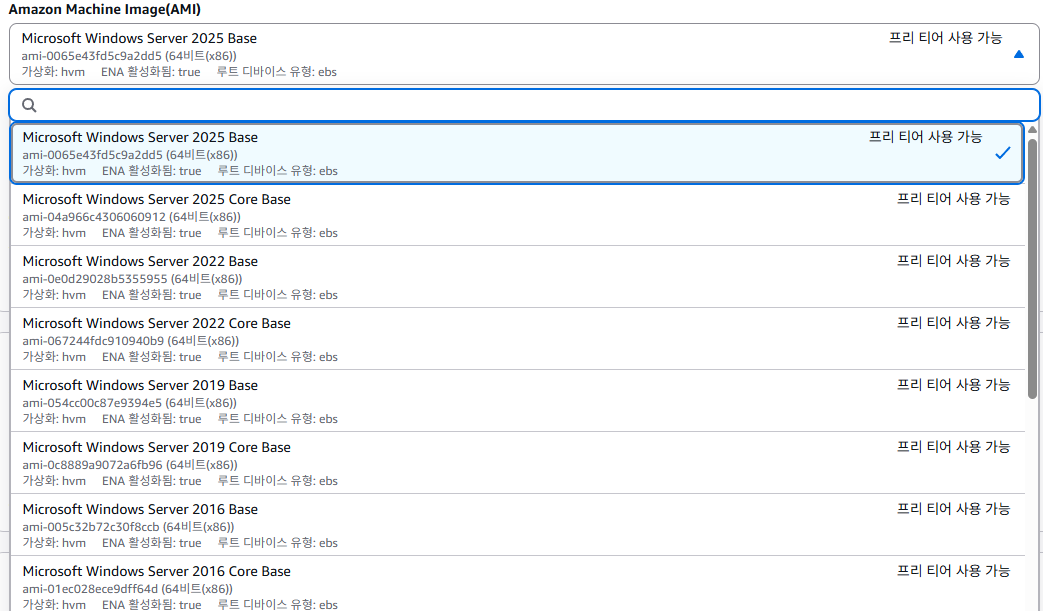 Amazon Machine Image(AMI)
Microsoft Windows Server 2025 Base 프리 티어 사용 가능
ami-0065e43fd5c9a2dd5 (64비트(x86))
가상화: hvm ENA 활성화됨: true 루트 디바이스 유형: ebs
Microsoft Windows Server 2025 Base 프리 티어 사용 가능
ami-0065e43fd5c9a2dd5 (64비트(x86))
가상화: hvm ENA 활성화됨: true 루트 디바이스 유형: ebs
Microsoft Windows Server 2025 Core Base 프리 티어 사용 가능
ami-04a966c4306060912 (64비트(x86))
가상화: hvm ENA 활성화됨: true 루트 디바이스 유형: ebs
Microsoft Windows Server 2022 Base 프리 티어 사용 가능
ami-0e0d29028b5355955 (64비트(x86))
가상화: hvm ENA 활성화됨: true 루트 디바이스 유형: ebs
Microsoft Windows Server 2022 Core Base 프리 티어 사용 가능
ami-067244fdc910940b9 (64비트(x86))
가상화: hvm ENA 활성화됨: true 루트 디바이스 유형: ebs
Microsoft Windows Server 2019 Base 프리 티어 사용 가능
ami-054cc00c87e9394e5 (64비트(x86))
가상화: hvm ENA 활성화됨: true 루트 디바이스 유형: ebs
Microsoft Windows Server 2019 Core Base 프리 티어 사용 가능
ami-0c8889a9072a6fb96 (64비트(x86))
가상화: hvm ENA 활성화됨: true 루트 디바이스 유형: ebs
Microsoft Windows Server 2016 Base 프리 티어 사용 가능
ami-005c32b72c30f8ccb (64비트(x86))
가상화: hvm ENA 활성화됨: true 루트 디바이스 유형: ebs
Microsoft Windows Server 2016 Core Base 프리 티어 사용 가능
ami-01ec028ece9dff64d (64비트(x86))
가상화: hvm ENA 활성화됨: true 루트 디바이스 유형: ebs